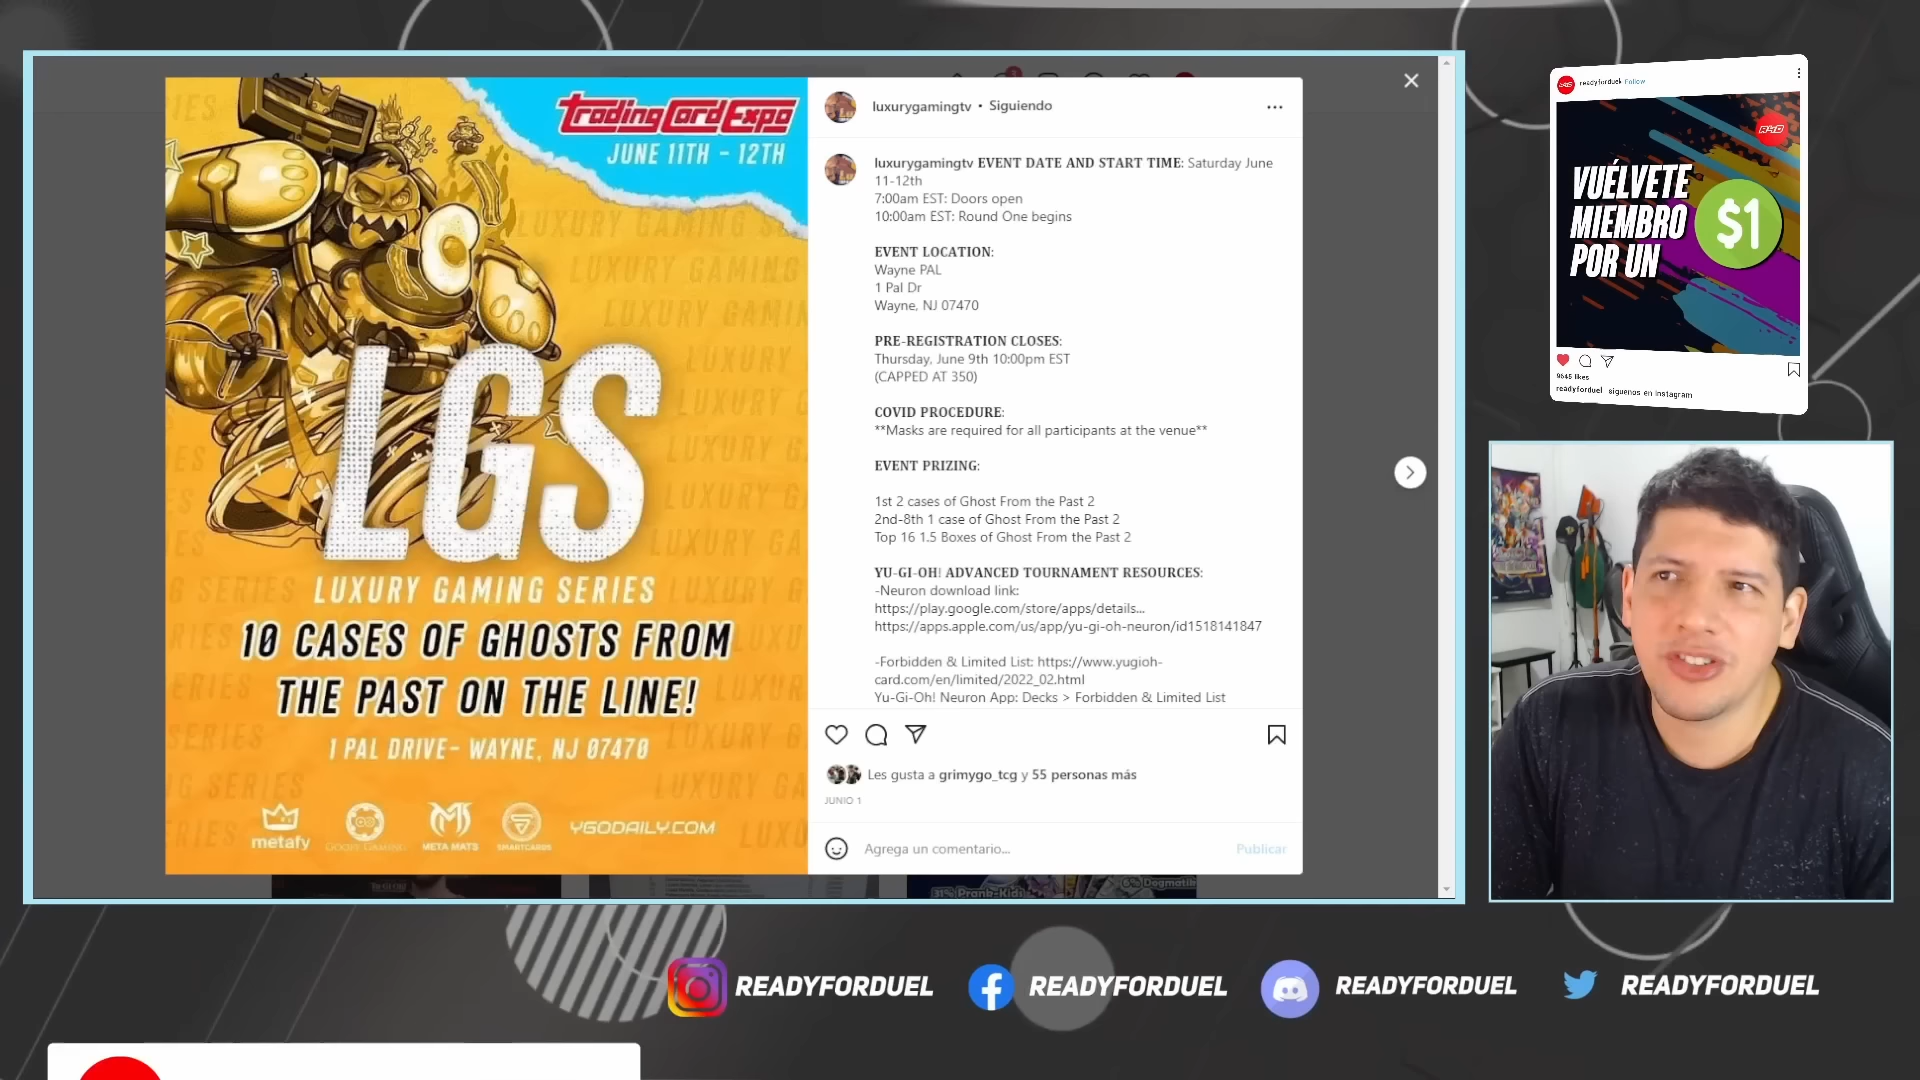 Trading Card Expo
JUNE 11TH - 12TH
LGS
LUXURY GAMING SERIES
10 CASES OF GHOSTS FROM
THE PAST ON THE LINE!
1 PAL DRIVE- WAYNE, NJ 07470
metafy
META MATS
SMARTCARDS
YGODAILY.COM
luxurygamingtv • Siguiendo
luxurygamingtv EVENT DATE AND START TIME: Saturday June
11-12th
7:00am EST: Doors open
10:00am EST: Round One begins
EVENT LOCATION:
Wayne PAL
1 Pal Dr
Wayne, NJ 07470
PRE-REGISTRATION CLOSES:
Thursday, June 9th 10:00pm EST
(CAPPED AT 350)
COVID PROCEDURE:
**Masks are required for all participants at the venue**
EVENT PRIZING:
1st 2 cases of Ghost From the Past 2
2nd-8th 1 case of Ghost From the Past 2
Top 16 1.5 Boxes of Ghost From the Past 2
YU-GI-OH! ADVANCED TOURNAMENT RESOURCES:
-Neuron download link:
https://play.google.com/store/apps/details...
https://apps.apple.com/us/app/yu-gi-oh-neuron/id1518141847
-Forbidden & Limited List: https://www.yugioh-
card.com/en/limited/2022_02.html
Yu-Gi-Oh! Neuron App: Decks > Forbidden & Limited List
Les gusta a grimygo_tcg y 55 personas más
JUNIO 1
Agrega un comentario...
Publicar
31% Prank-Kids
6% Dogmatik
readyforduel Follow
R4D
VUÉLVETE
MIEMBRO
POR UN
$1
9645 likes
readyforduel siguenos en instagram
READYFORDUEL
READYFORDUEL
READYFORDUEL
READYFORDUEL